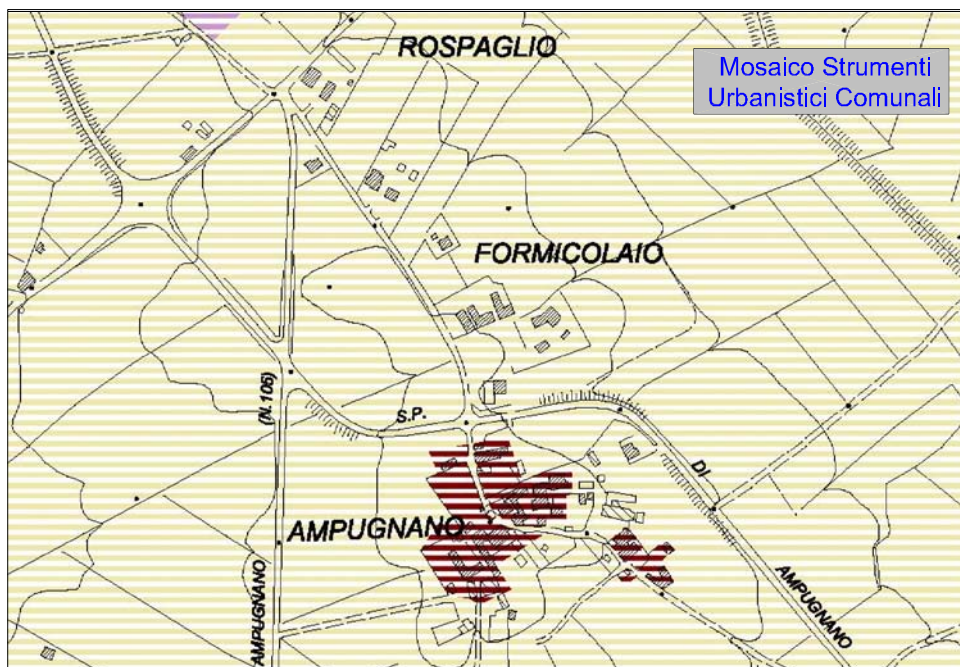 ROSPAGLIO
Mosaico Strumenti
Urbanistici Comunali
FORMICOLAIO
(N.106)
S.P.
DI
AMPUGNANO
AMPUGNANO
AMPUGNANO